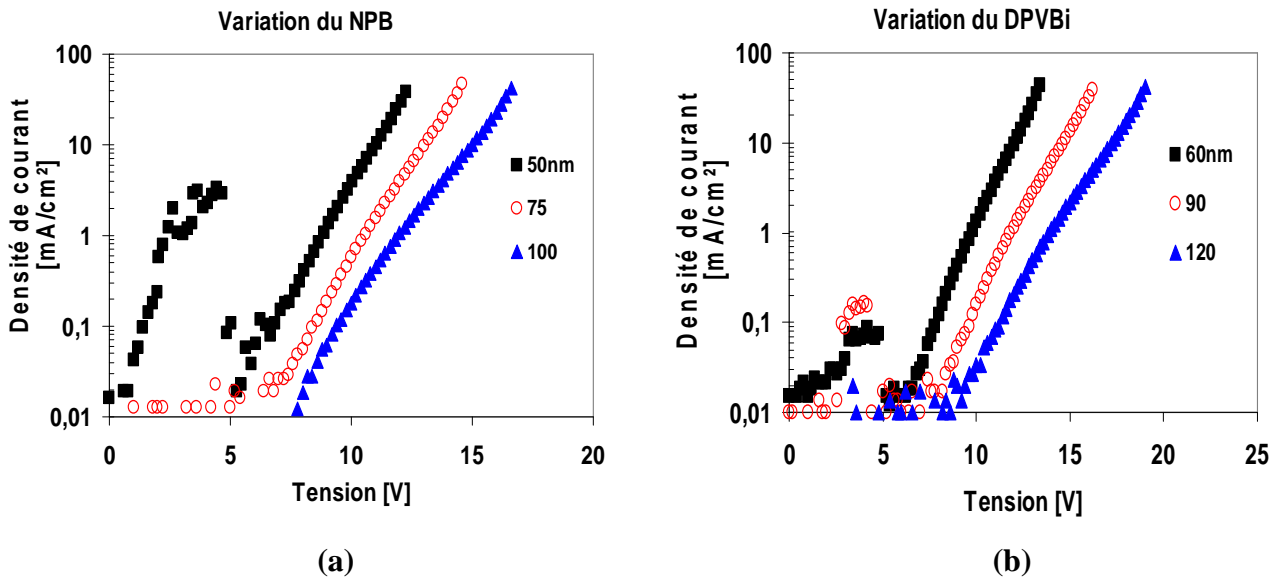 Variation du NPB
100
10
1
0,1
0,01
Densité de courant
[mA/cm²]
50nm
75
100
0
5
10
15
20
Tension [V]
(a)
Variation du DPVBi
100
10
1
0,1
0,01
Densité de courant
[mA/cm²]
60nm
90
120
0
5
10
15
20
25
Tension [V]
(b)